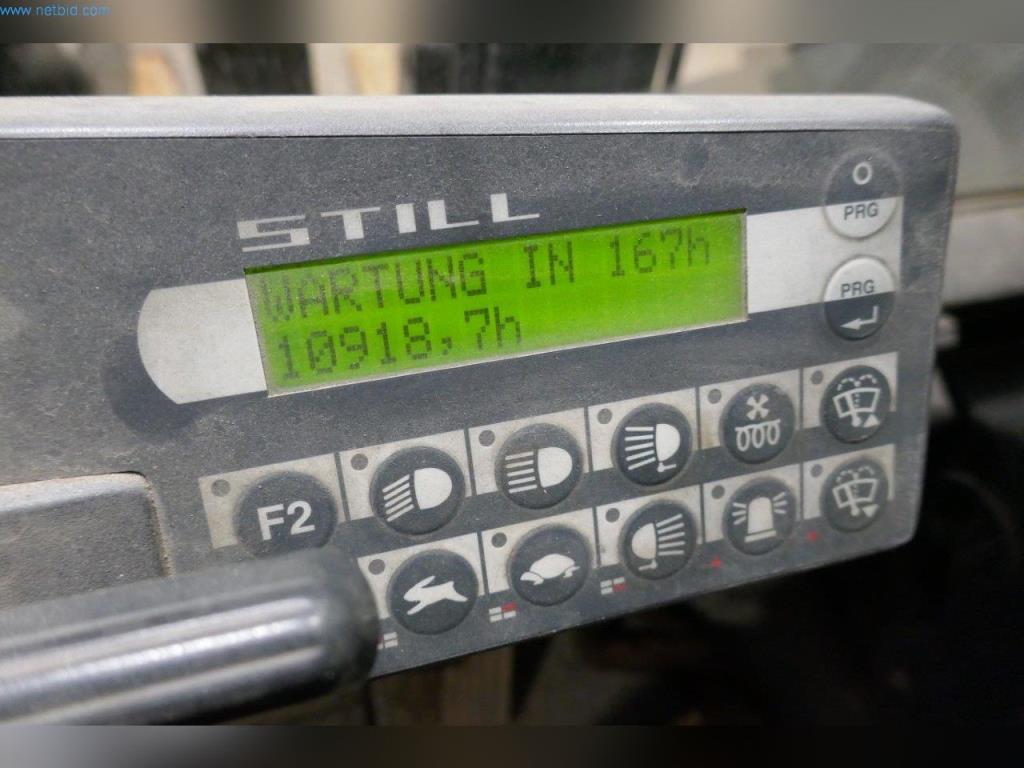 www.netbid.com
STILL
WARTUNG IN 167h
10918,7h
O
PRG
PRG
F2